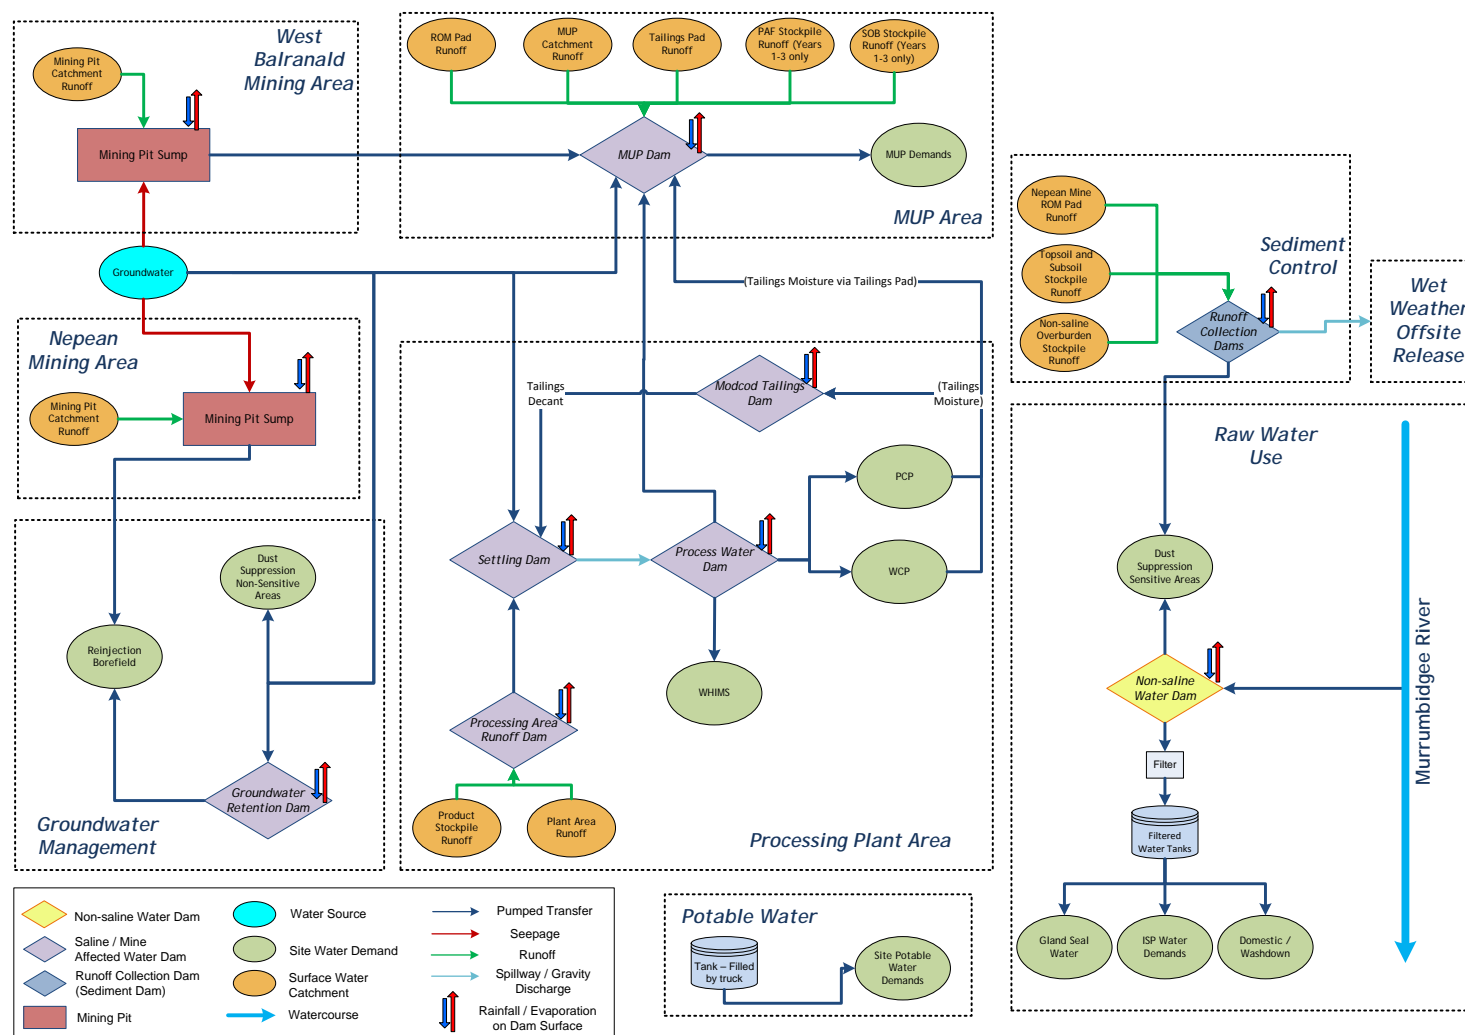 West
Balranald
Mining Area
Mining Pit
Catchment
Runoff
Mining Pit Sump
ROM Pad
Runoff
MUP
Catchment
Runoff
Tailings Pad
Runoff
PAF Stockpile
Runoff (Years
1-3 only)
SOB Stockpile
Runoff (Years
1-3 only)
MUP Dam
MUP Demands
MUP Area
Groundwater
Nepean
Mining Area
Mining Pit
Catchment
Runoff
Mining Pit Sump
(Tailings Moisture via Tailings Pad)
Nepean Mine
ROM Pad
Runoff
Topsoil and
Subsoil
Stockpile
Runoff
Non-saline
Overburden
Stockpile
Runoff
Sediment
Control
Runoff
Collection
Dams
Wet
Weather
Offsite
Release
Modcod Tailings
Dam
Tailings
Decant
(Tailings
Moisture)
PCP
WCP
Settling Dam
Process Water
Dam
WHIMS
Processing Area
Runoff Dam
Product
Stockpile
Runoff
Plant Area
Runoff
Processing Plant Area
Dust
Suppression
Non-Sensitive
Areas
Reinjection
Borefield
Groundwater
Retention Dam
Groundwater
Management
Raw Water
Use
Dust
Suppression
Sensitive Areas
Non-saline
Water Dam
Filter
Filtered
Water Tanks
Gland Seal
Water
ISP Water
Demands
Domestic /
Washdown
Murrumbidgee River
Potable Water
Tank – Filled
by truck
Site Potable
Water
Demands
Non-saline Water Dam
Saline / Mine
Affected Water Dam
Runoff Collection Dam
(Sediment Dam)
Mining Pit
Water Source
Site Water Demand
Surface Water
Catchment
Watercourse
Pumped Transfer
Seepage
Runoff
Spillway / Gravity
Discharge
Rainfall / Evaporation
on Dam Surface